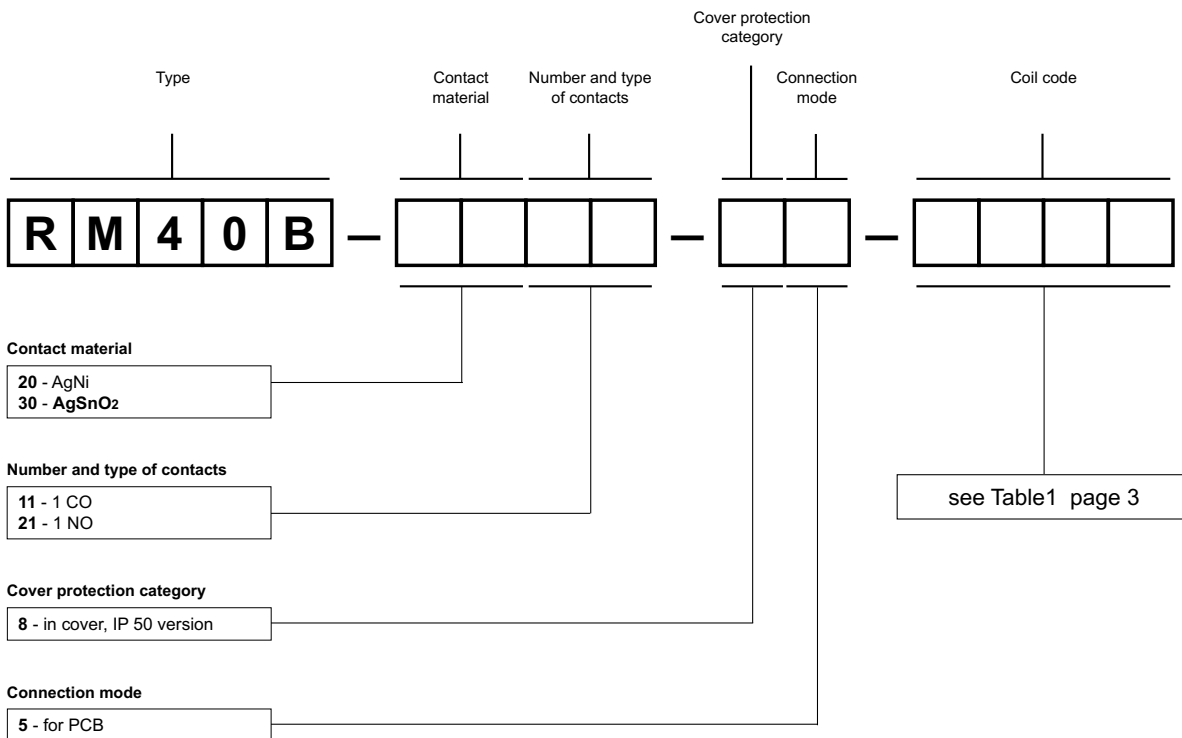 Cover protection
category
Type
Contact
material
Number and type
of contacts
Connection
mode
Coil code
RM40B – –  –
Contact material
20 - AgNi
30 - AgSnO2
Number and type of contacts
11 - 1 CO
21 - 1 NO
see Table1 page 3
Cover protection category
8 - in cover, IP 50 version
Connection mode
5 - for PCB